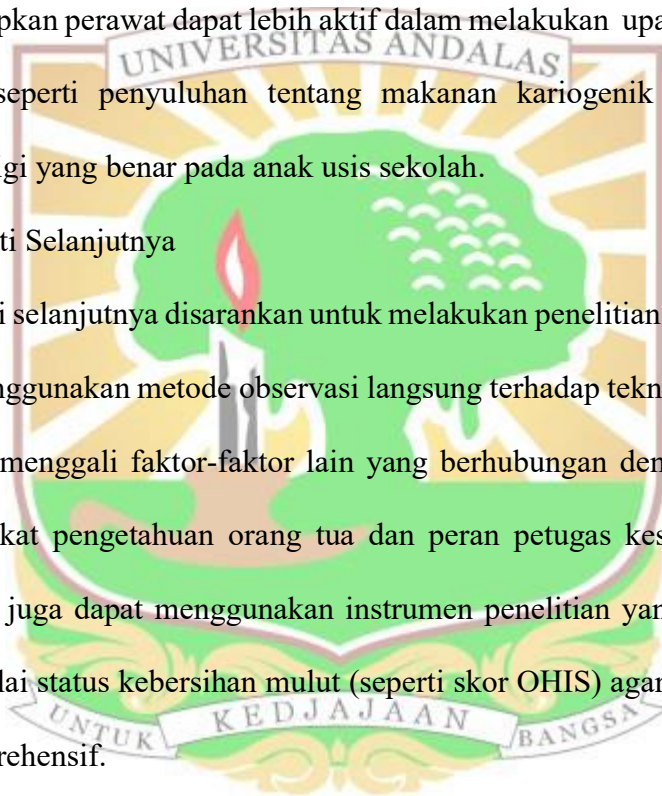 pkan perawat dapat lebih aktif dalam melakukan upa
UNIVERSITAS ANDALAS
seperti penyuluhan tentang makanan kariogenik
gi yang benar pada anak usis sekolah.
ti Selanjutnya
i selanjutnya disarankan untuk melakukan penelitian
nggunakan metode observasi langsung terhadap tekn
menggali faktor-faktor lain yang berhubungan den
kat pengetahuan orang tua dan peran petugas kes
juga dapat menggunakan instrumen penelitian yan
lai status kebersihan mulut (seperti skor OHIS) agar
UNTUK KEDJAJAAN BANGSA
rehensif.